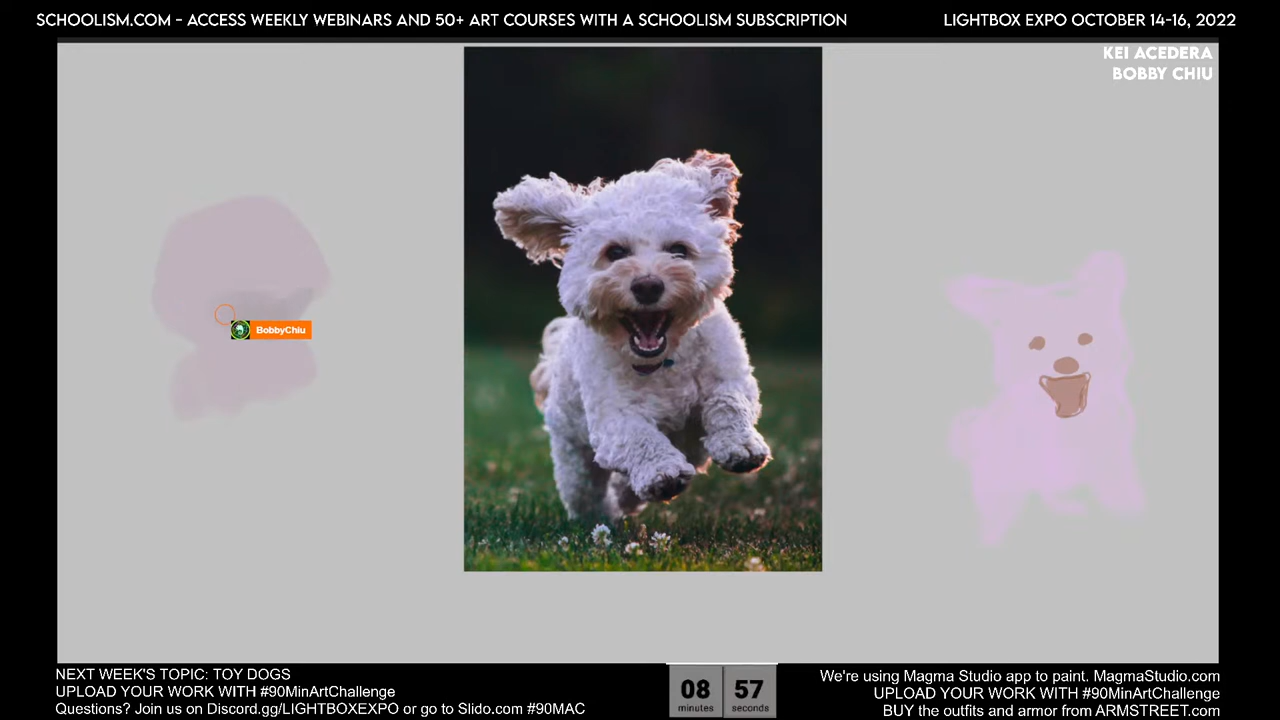 SCHOOLISM.COM - ACCESS WEEKLY WEBINARS AND 50+ ART COURSES WITH A SCHOOLISM SUBSCRIPTION
LIGHTBOX EXPO OCTOBER 14-16, 2022
KEI ACEDERA
BOBBY CHIU
BobbyChiu
NEXT WEEK'S TOPIC: TOY DOGS
UPLOAD YOUR WORK WITH #90MinArtChallenge
Questions? Join us on Discord.gg/LIGHTBOXEXPO or go to Slido.com #90MAC
08 57
minutes seconds
We're using Magma Studio app to paint. MagmaStudio.com
UPLOAD YOUR WORK WITH #90MinArtChallenge
BUY the outfits and armor from ARMSTREET.com